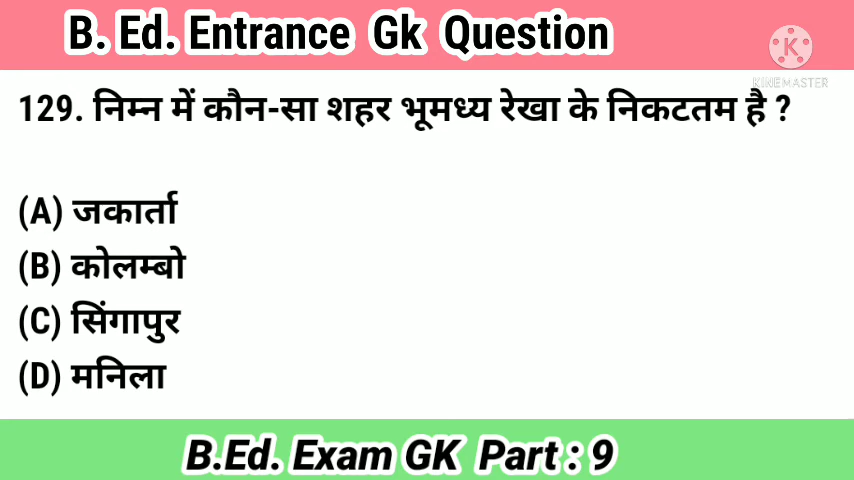 B. Ed. Entrance Gk Question
K
KINEMASTER
129. निम्न में कौन-सा शहर भूमध्य रेखा के निकटतम है ?
(A) जकार्ता
(B) कोलम्बो
(C) सिंगापुर
(D) मनिला
B.Ed. Exam GK Part : 9